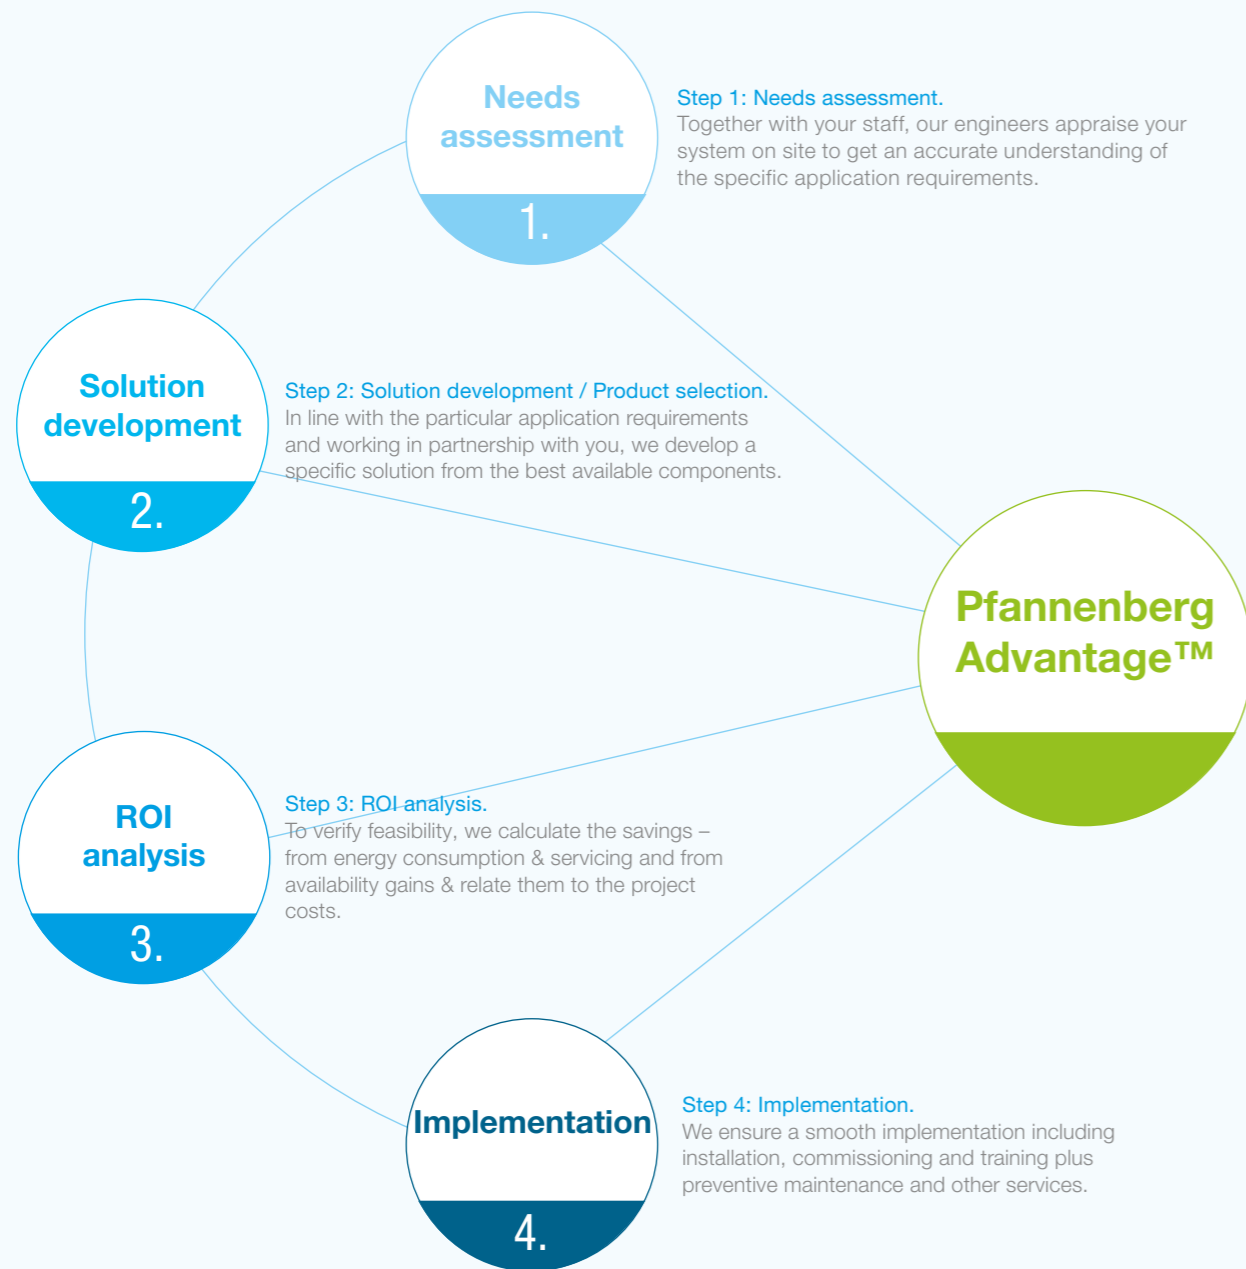 Needs
assessment
1.
Step 1: Needs assessment.
Together with your staff, our engineers appraise your
system on site to get an accurate understanding of
the specific application requirements.
Solution
development
2.
Step 2: Solution development / Product selection.
In line with the particular application requirements
and working in partnership with you, we develop a
specific solution from the best available components.
Pfannenberg
Advantage™
ROI
analysis
3.
Step 3: ROI analysis.
To verify feasibility, we calculate the savings –
from energy consumption & servicing and from
availability gains & relate them to the project
costs.
Implementation
4.
Step 4: Implementation.
We ensure a smooth implementation including
installation, commissioning and training plus
preventive maintenance and other services.